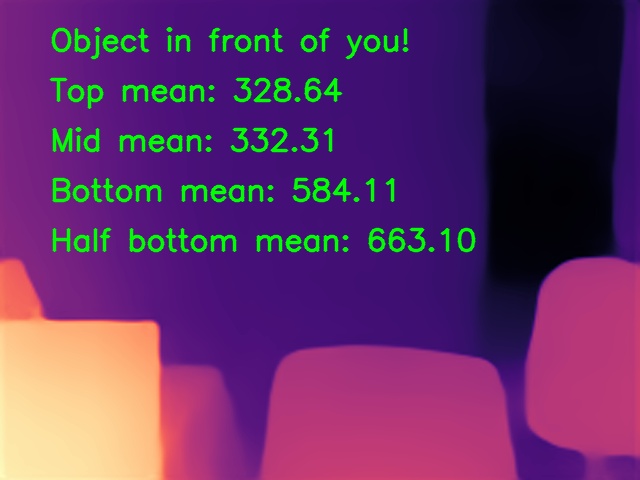 Object in front of you!
Top mean: 328.64
Mid mean: 332.31
Bottom mean: 584.11
Half bottom mean: 663.10